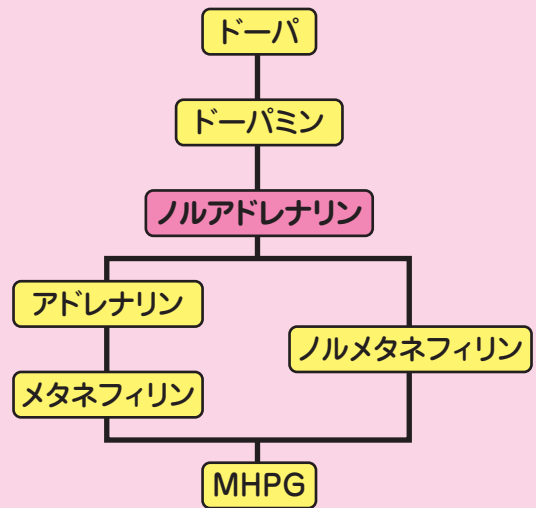 ドーパ
ドーパミン
ノルアドレナリン
アドレナリン
ノルメタネフィリン
メタネフィリン
MHPG